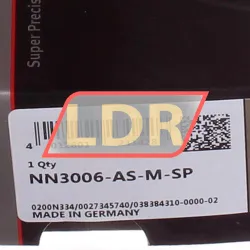 Super Precis
LDR
1 Qty
NN3006-AS-M-SP
0200N334/0027345740/038384310-0000-02
MADE IN GERMANY